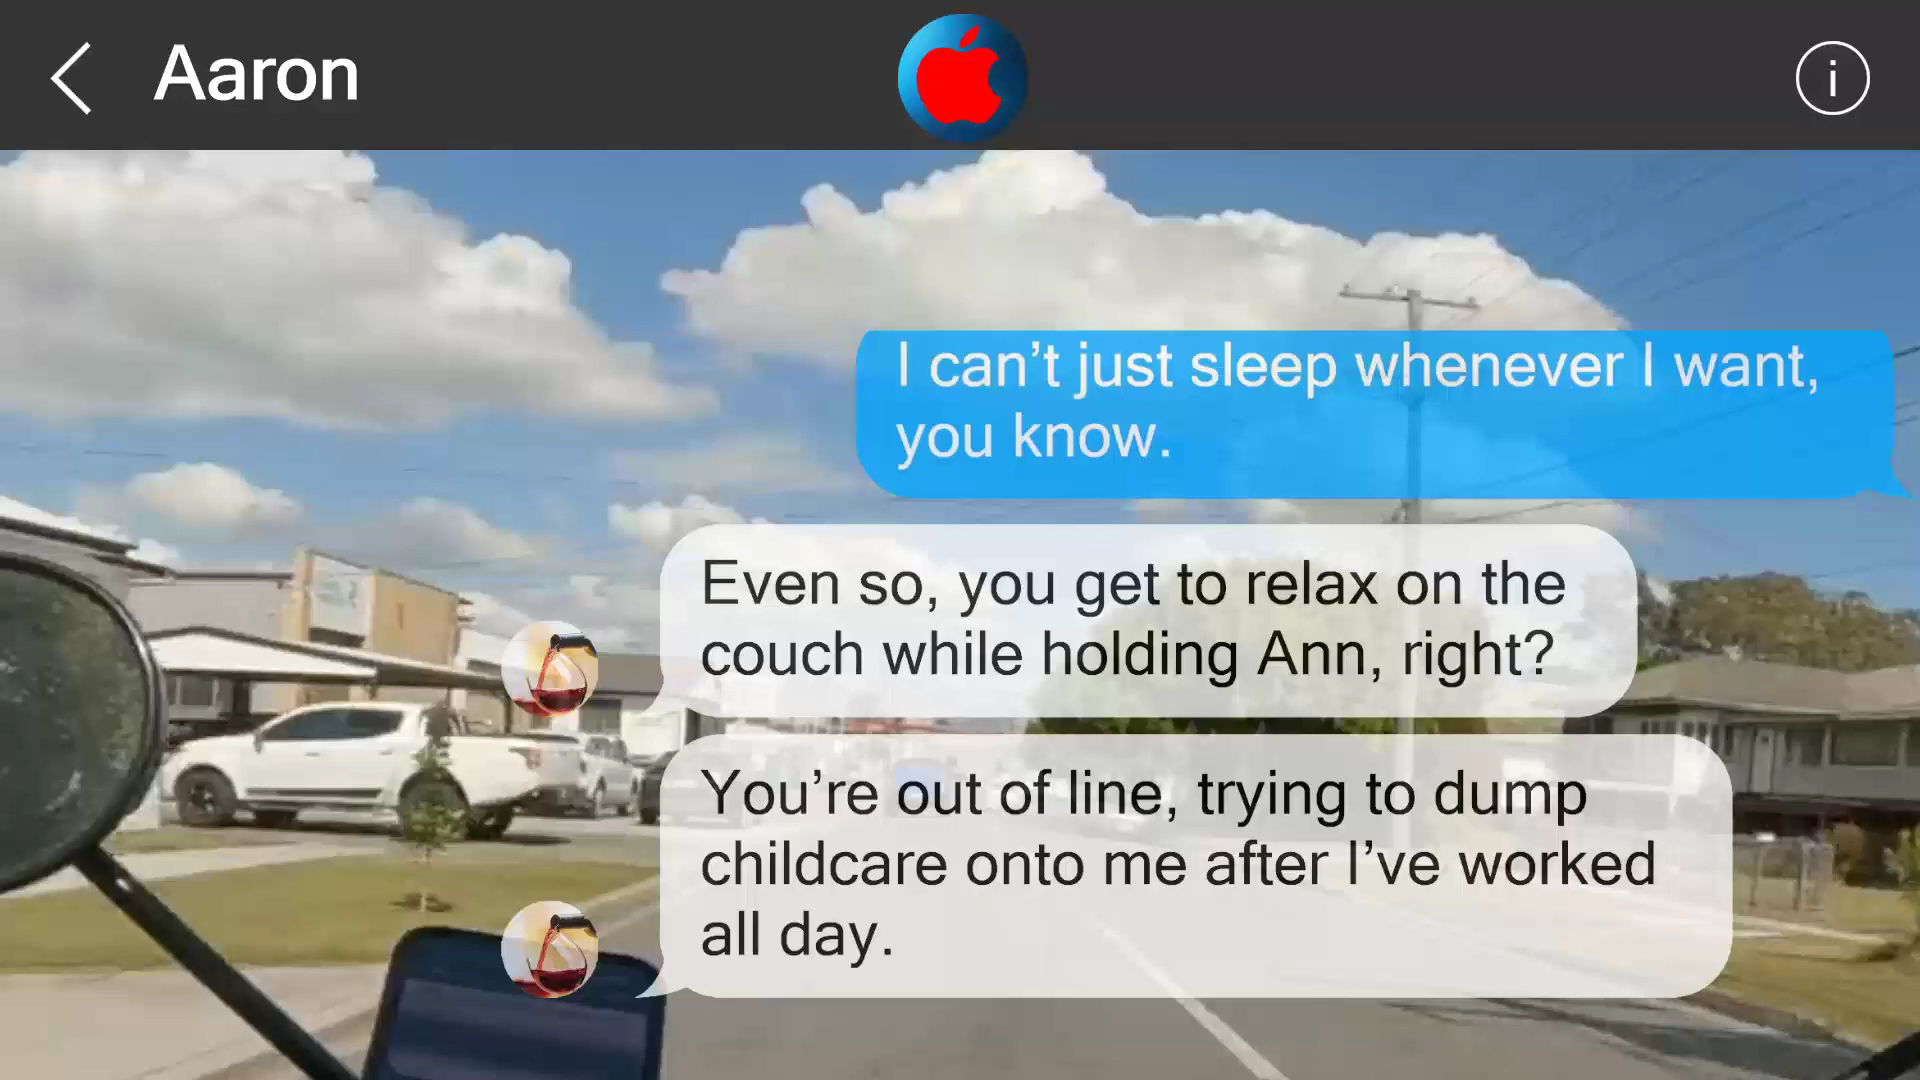 Aaron
i
I can’t just sleep whenever I want,
you know.
Even so, you get to relax on the
couch while holding Ann, right?
You’re out of line, trying to dump
childcare onto me after I’ve worked
all day.